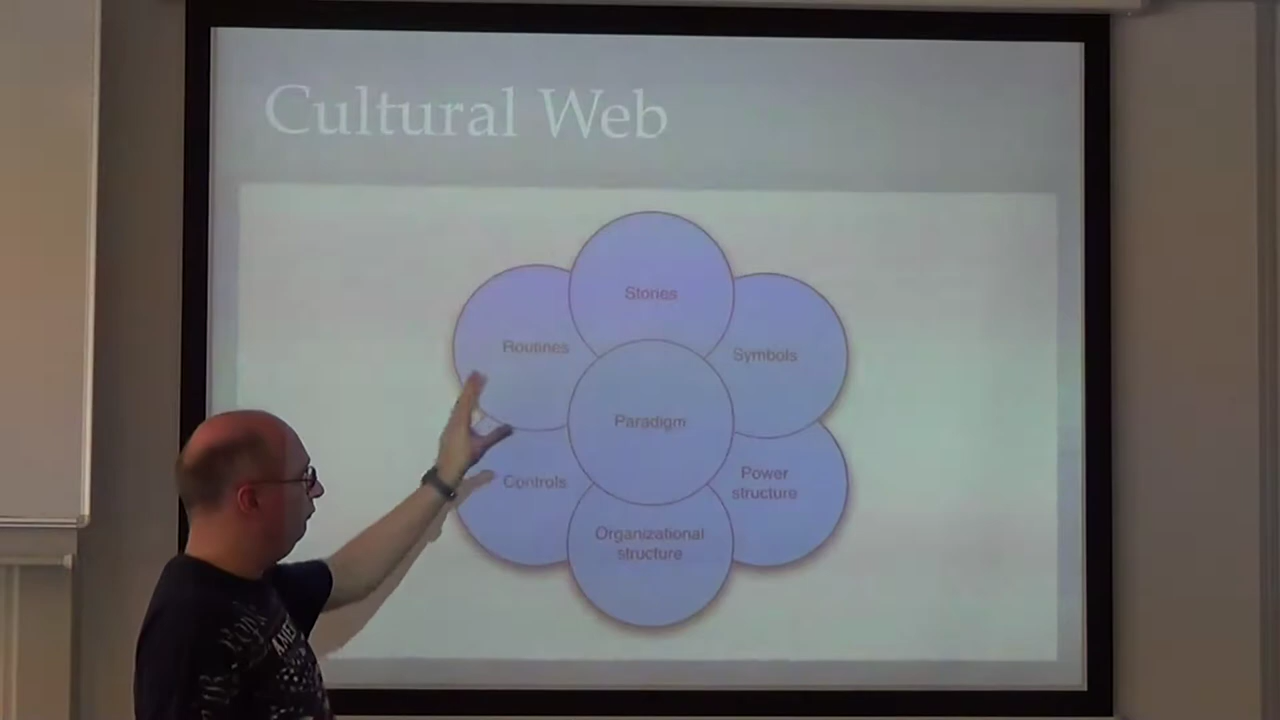 Cultural Web
Stories
Routines
Symbols
Paradigm
Controls
Power
structure
Organizational
structure